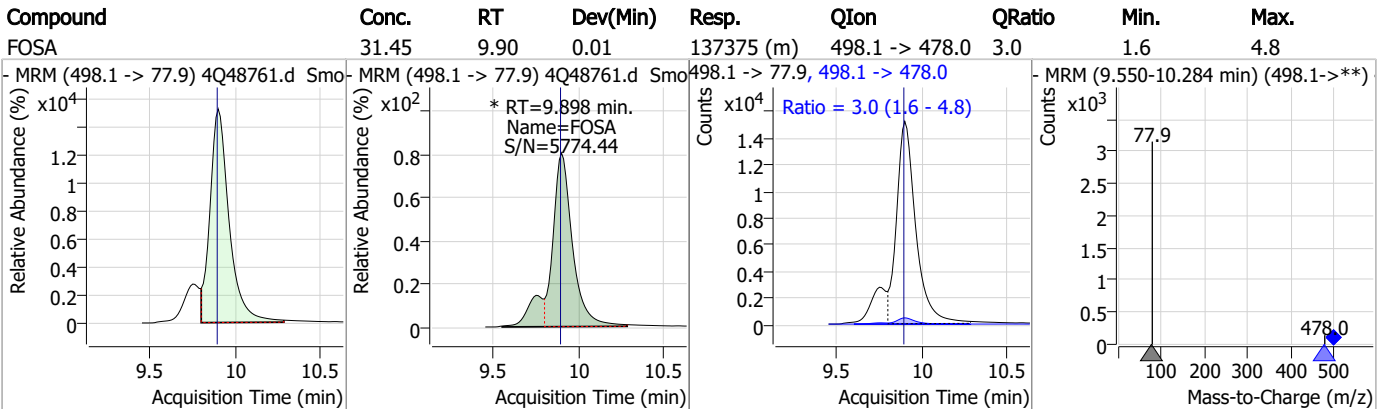 Compound Conc. RT Dev(Min) Resp. QIon QRatio Min. Max.
FOSA 31.45 9.90 0.01 137375 (m) 498.1 -> 478.0 3.0 1.6 4.8
- MRM (498.1 -> 77.9) 4Q48761.d Smo
Relative Abundance (%)
x10⁴
1.2
1
0.8
0.6
0.4
0.2
0
9.5 10 10.5
Acquisition Time (min)
- MRM (498.1 -> 77.9) 4Q48761.d Smo
Relative Abundance (%)
x10²
* RT=9.898 min.
Name=FOSA
S/N=5774.44
0.8
0.6
0.4
0.2
0
9.5 10 10.5
Acquisition Time (min)
498.1 -> 77.9, 498.1 -> 478.0
Counts
x10⁴
Ratio = 3.0 (1.6 - 4.8)
1.4
1.2
1
0.8
0.6
0.4
0.2
0
9.5 10 10.5
Acquisition Time (min)
- MRM (9.550-10.284 min) (498.1->**)
Counts
x10³
77.9
3
2.5
2
1.5
1
0.5
0
478.0
100 200 300 400 500
Mass-to-Charge (m/z)